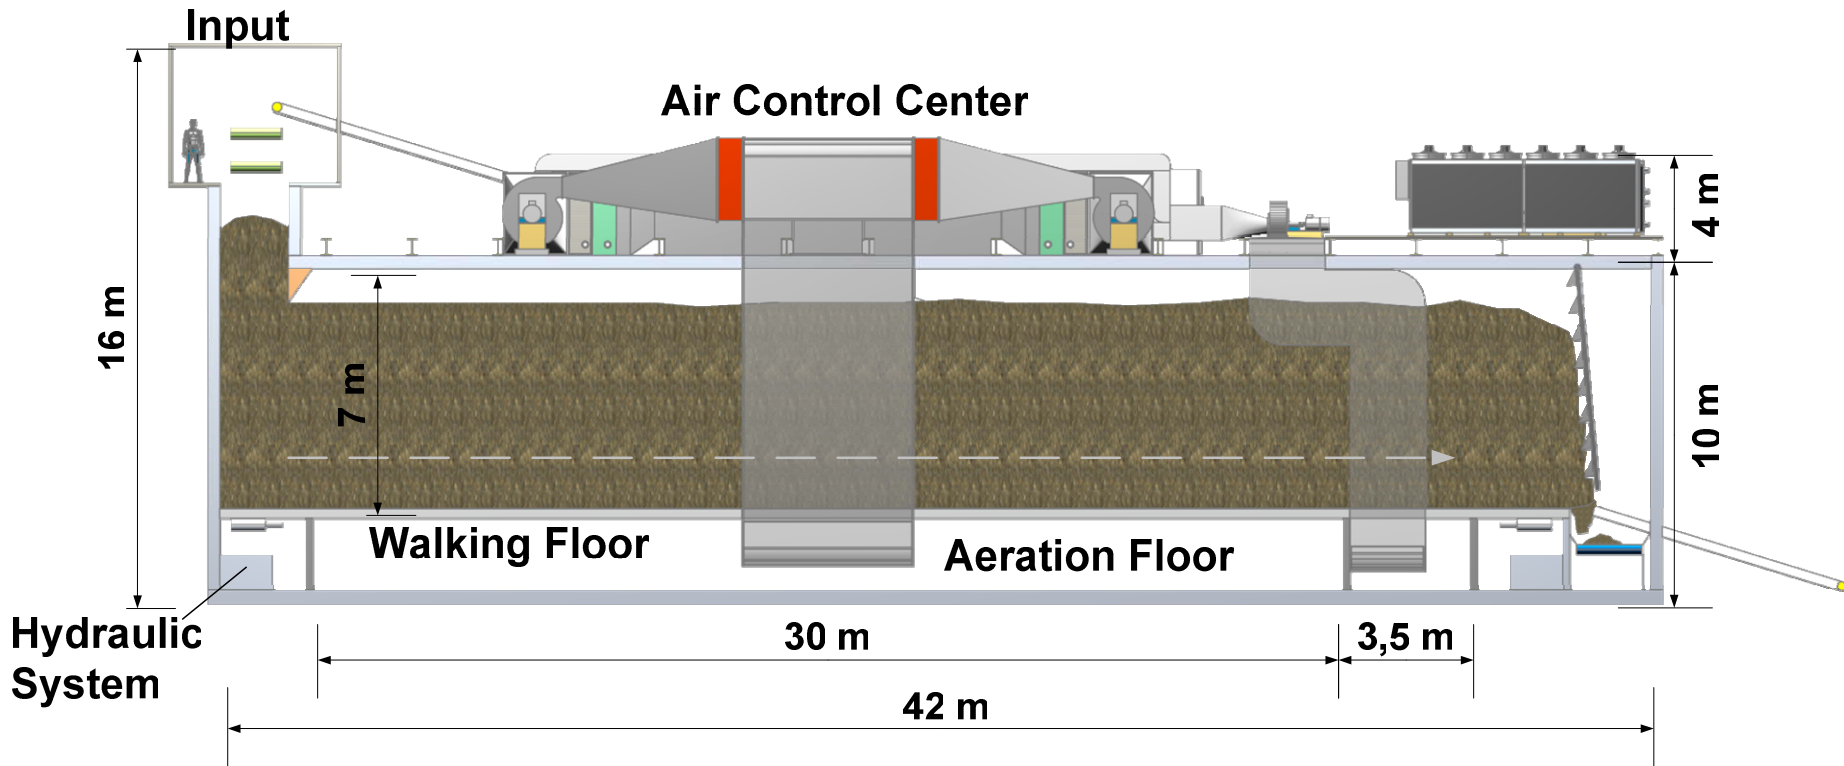 Input
Air Control Center
4 m
16 m
7 m
10 m
Walking Floor
Aeration Floor
Hydraulic
System
30 m
3,5 m
42 m